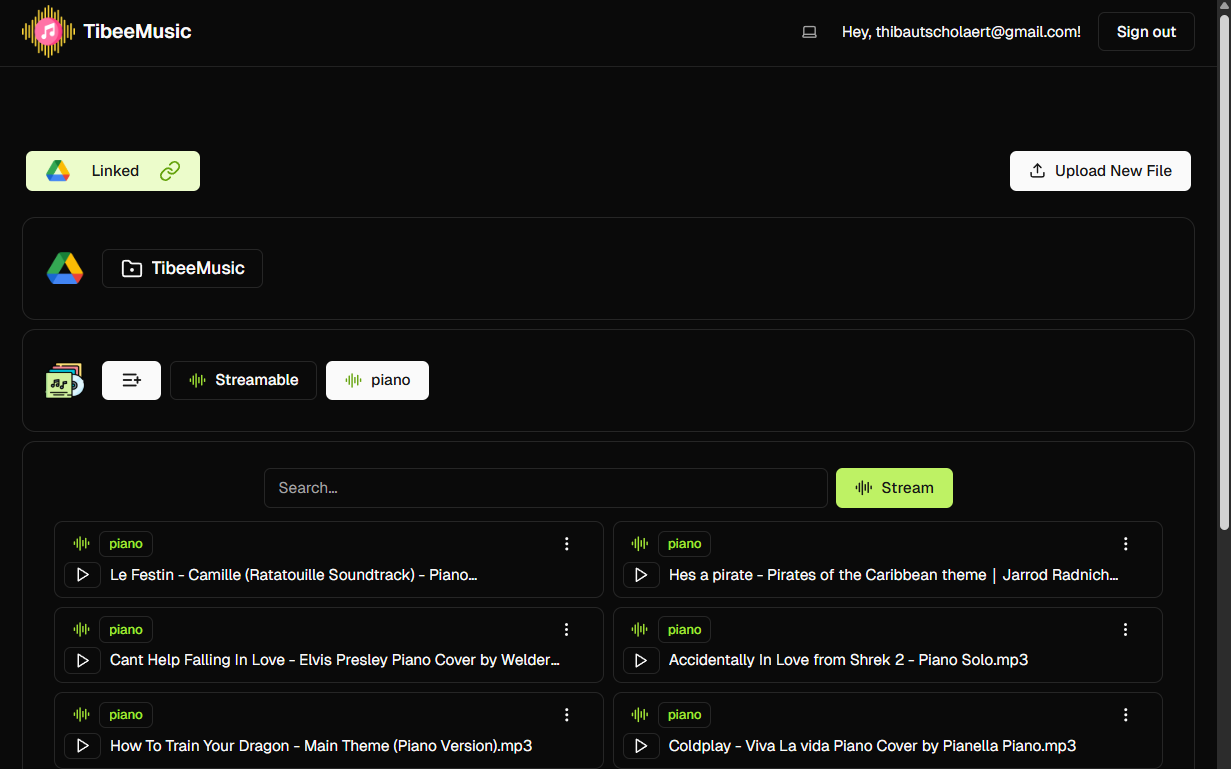 TibeeMusic
Hey, thibautscholaert@gmail.com!
Sign out
Linked
Upload New File
TibeeMusic
Streamable
piano
Search...
Stream
piano
Le Festin - Camille (Ratatouille Soundtrack) - Piano...
piano
Hes a pirate - Pirates of the Caribbean theme | Jarrod Radnich...
piano
Cant Help Falling In Love - Elvis Presley Piano Cover by Welder...
piano
Accidentally In Love from Shrek 2 - Piano Solo.mp3
piano
How To Train Your Dragon - Main Theme (Piano Version).mp3
piano
Coldplay - Viva La vida Piano Cover by Pianella Piano.mp3